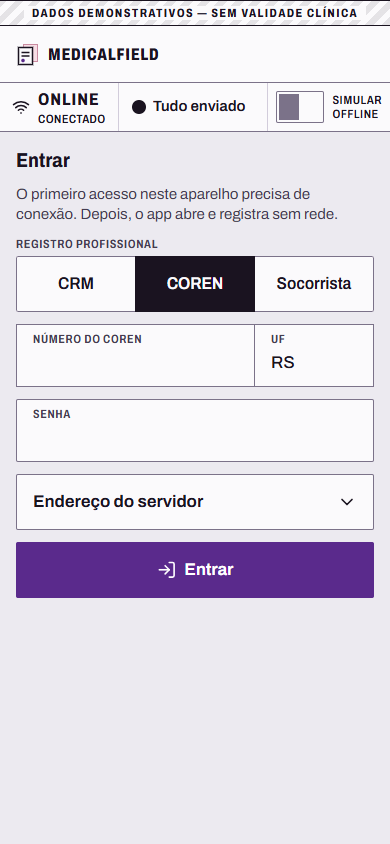 DADOS DEMONSTRATIVOS — SEM VALIDADE CLÍNICA
MEDICALFIELD
ONLINE
CONECTADO
Tudo enviado
SIMULAR
OFFLINE
Entrar
O primeiro acesso neste aparelho precisa de
conexão. Depois, o app abre e registra sem rede.
REGISTRO PROFISSIONAL
CRM
COREN
Socorrista
NÚMERO DO COREN
UF
RS
SENHA
Endereço do servidor
Entrar